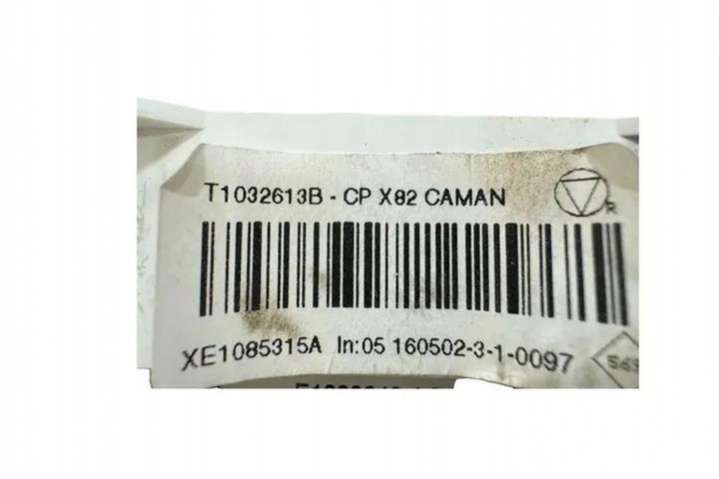 T1032613B - CP X82 CAMAN
R
XE1085315A In:05 160502-3-1-0097